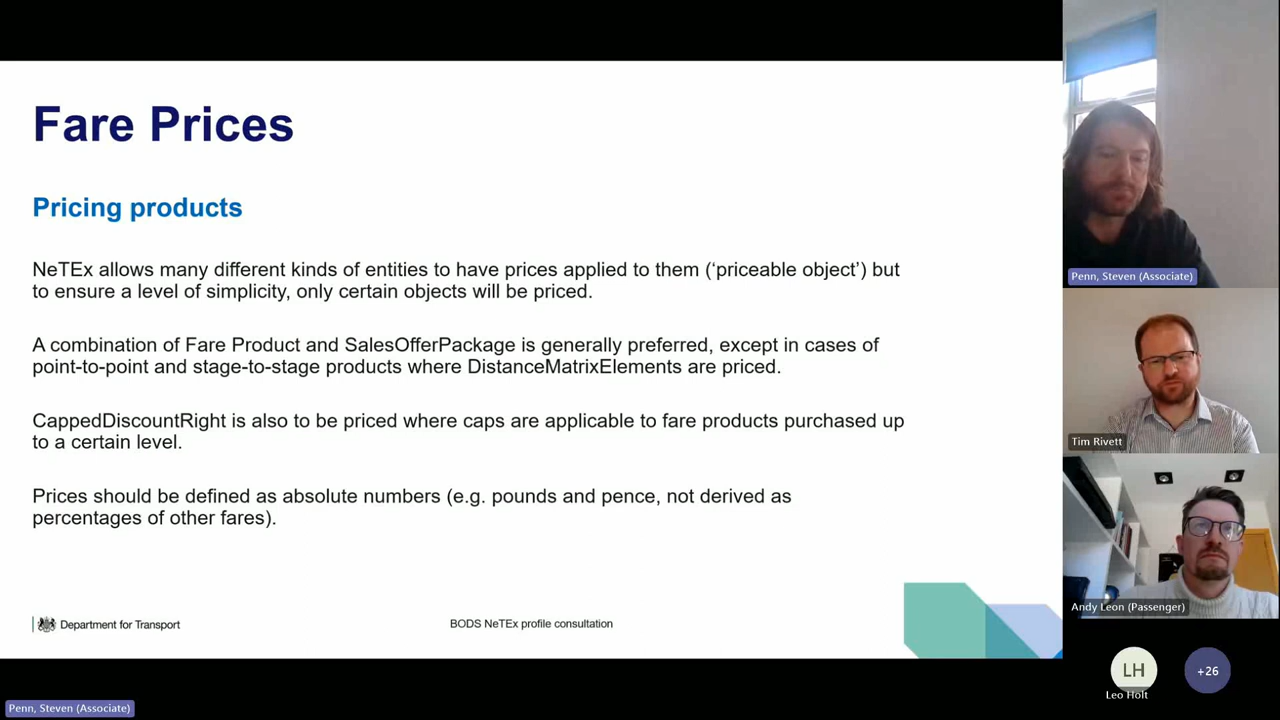 Fare Prices
Pricing products
NeTEx allows many different kinds of entities to have prices applied to them (‘priceable object’) but
to ensure a level of simplicity, only certain objects will be priced.
A combination of Fare Product and SalesOfferPackage is generally preferred, except in cases of
point-to-point and stage-to-stage products where DistanceMatrixElements are priced.
CappedDiscountRight is also to be priced where caps are applicable to fare products purchased up
to a certain level.
Prices should be defined as absolute numbers (e.g. pounds and pence, not derived as
percentages of other fares).
Department for Transport
BODS NeTEx profile consultation
Penn, Steven (Associate)
Penn, Steven (Associate)
Tim Rivett
Andy Leon (Passenger)
LH
Leo Holt
+26